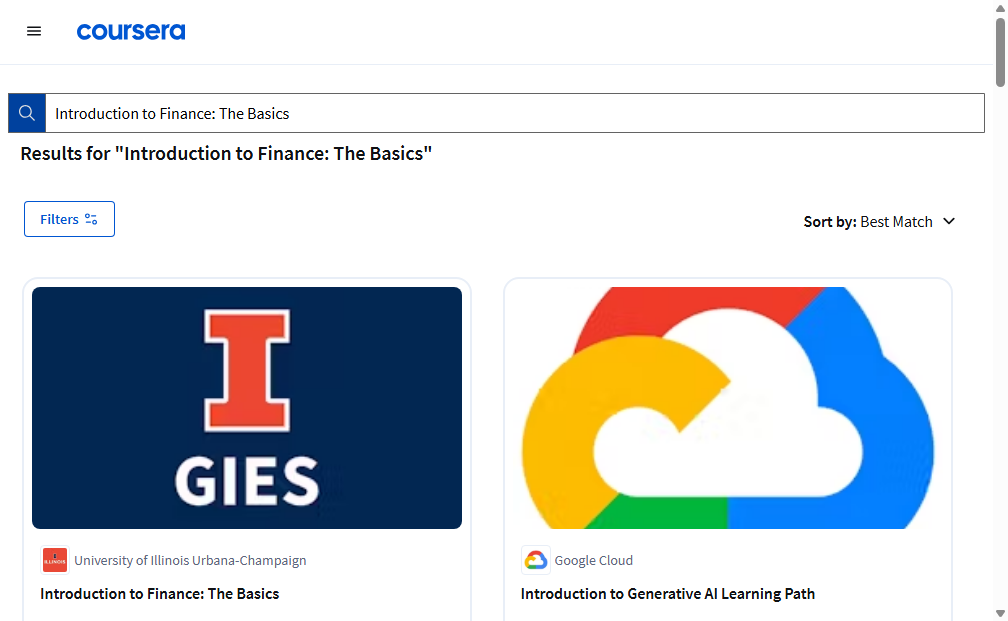 coursera
Introduction to Finance: The Basics
Results for "Introduction to Finance: The Basics"
Filters
Sort by: Best Match
I
GIES
ILLINOIS
University of Illinois Urbana-Champaign
Google Cloud
Introduction to Finance: The Basics
Introduction to Generative AI Learning Path